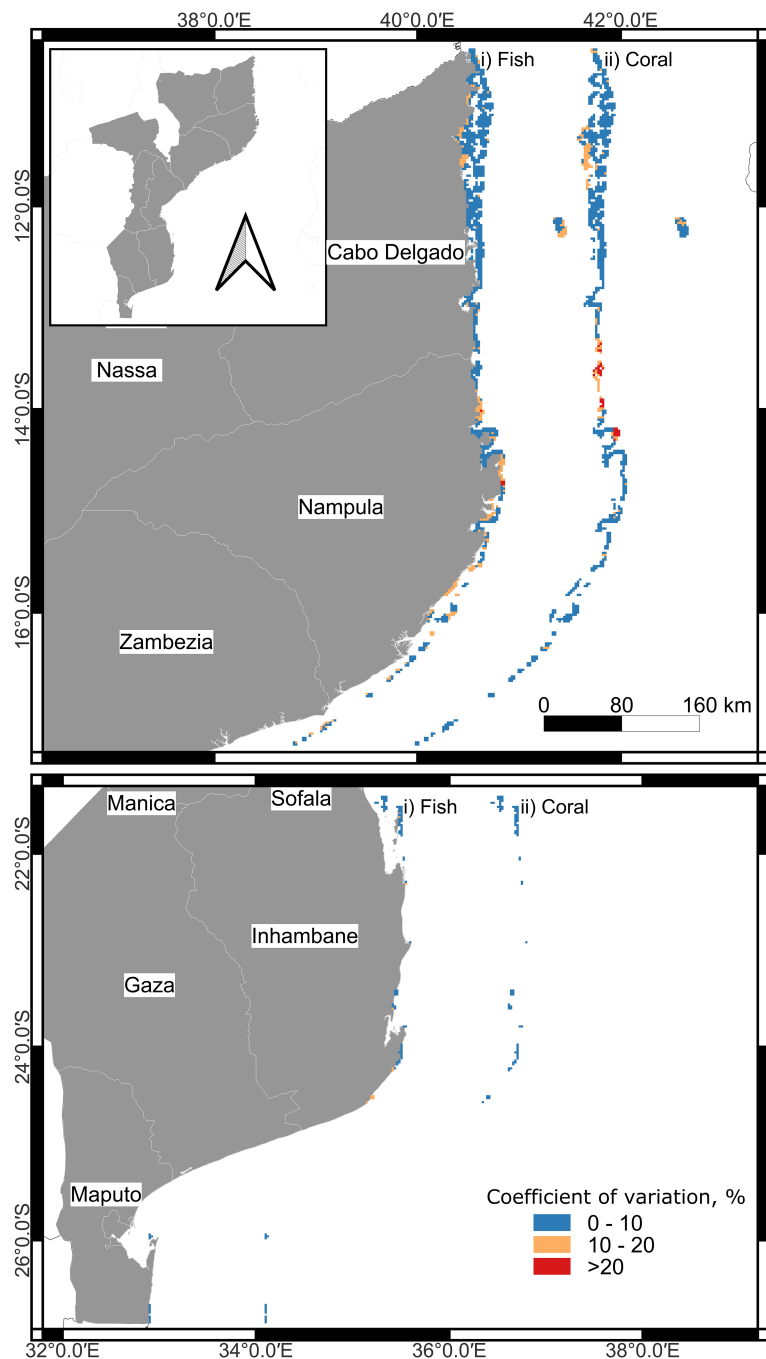 38°0.0'E 40°0.0'E 42°0.0'E
i) Fish ii) Coral
12°0.0'S
Cabo Delgado
Nassa
14°0.0'S
Nampula
16°0.0'S
Zambezia
0 80 160 km
Manica Sofala
i) Fish ii) Coral
22°0.0'S
Inhambane
Gaza
24°0.0'S
Maputo
Coefficient of variation, %
0 - 10
26°0.0'S
10 - 20
>20
32°0.0'E 34°0.0'E 36°0.0'E 38°0.0'E